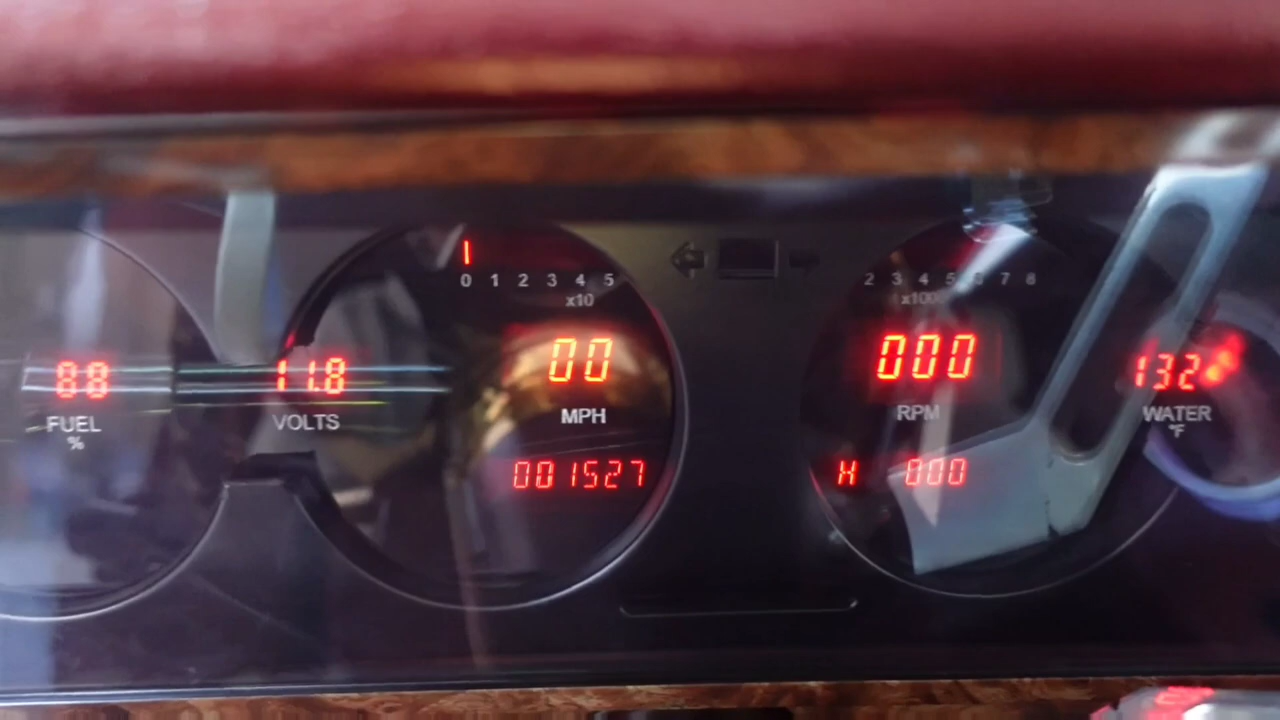 88
FUEL
%
11.8
VOLTS
0 1 2 3 4 5
x10
00
MPH
001527
2 3 4 5 6 7 8
x1000
000
RPM
H 000
132
WATER
°F